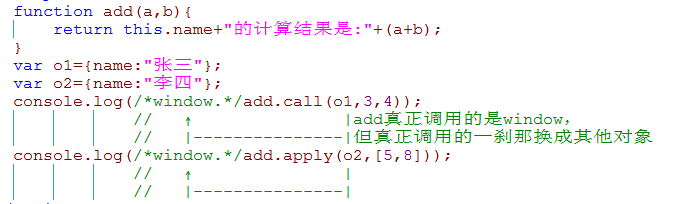 function add(a,b){
    return this.name+"的计算结果是:"+(a+b);
}
var o1={name:"张三"};
var o2={name:"李四"};
console.log(/*window.*/add.call(o1,3,4));
            //   ↑               |add真正调用的是window,
            //   |---------------|但真正调用的一刹那换成其他对象
console.log(/*window.*/add.apply(o2,[5,8]));
            //   ↑               |
            //   |---------------|